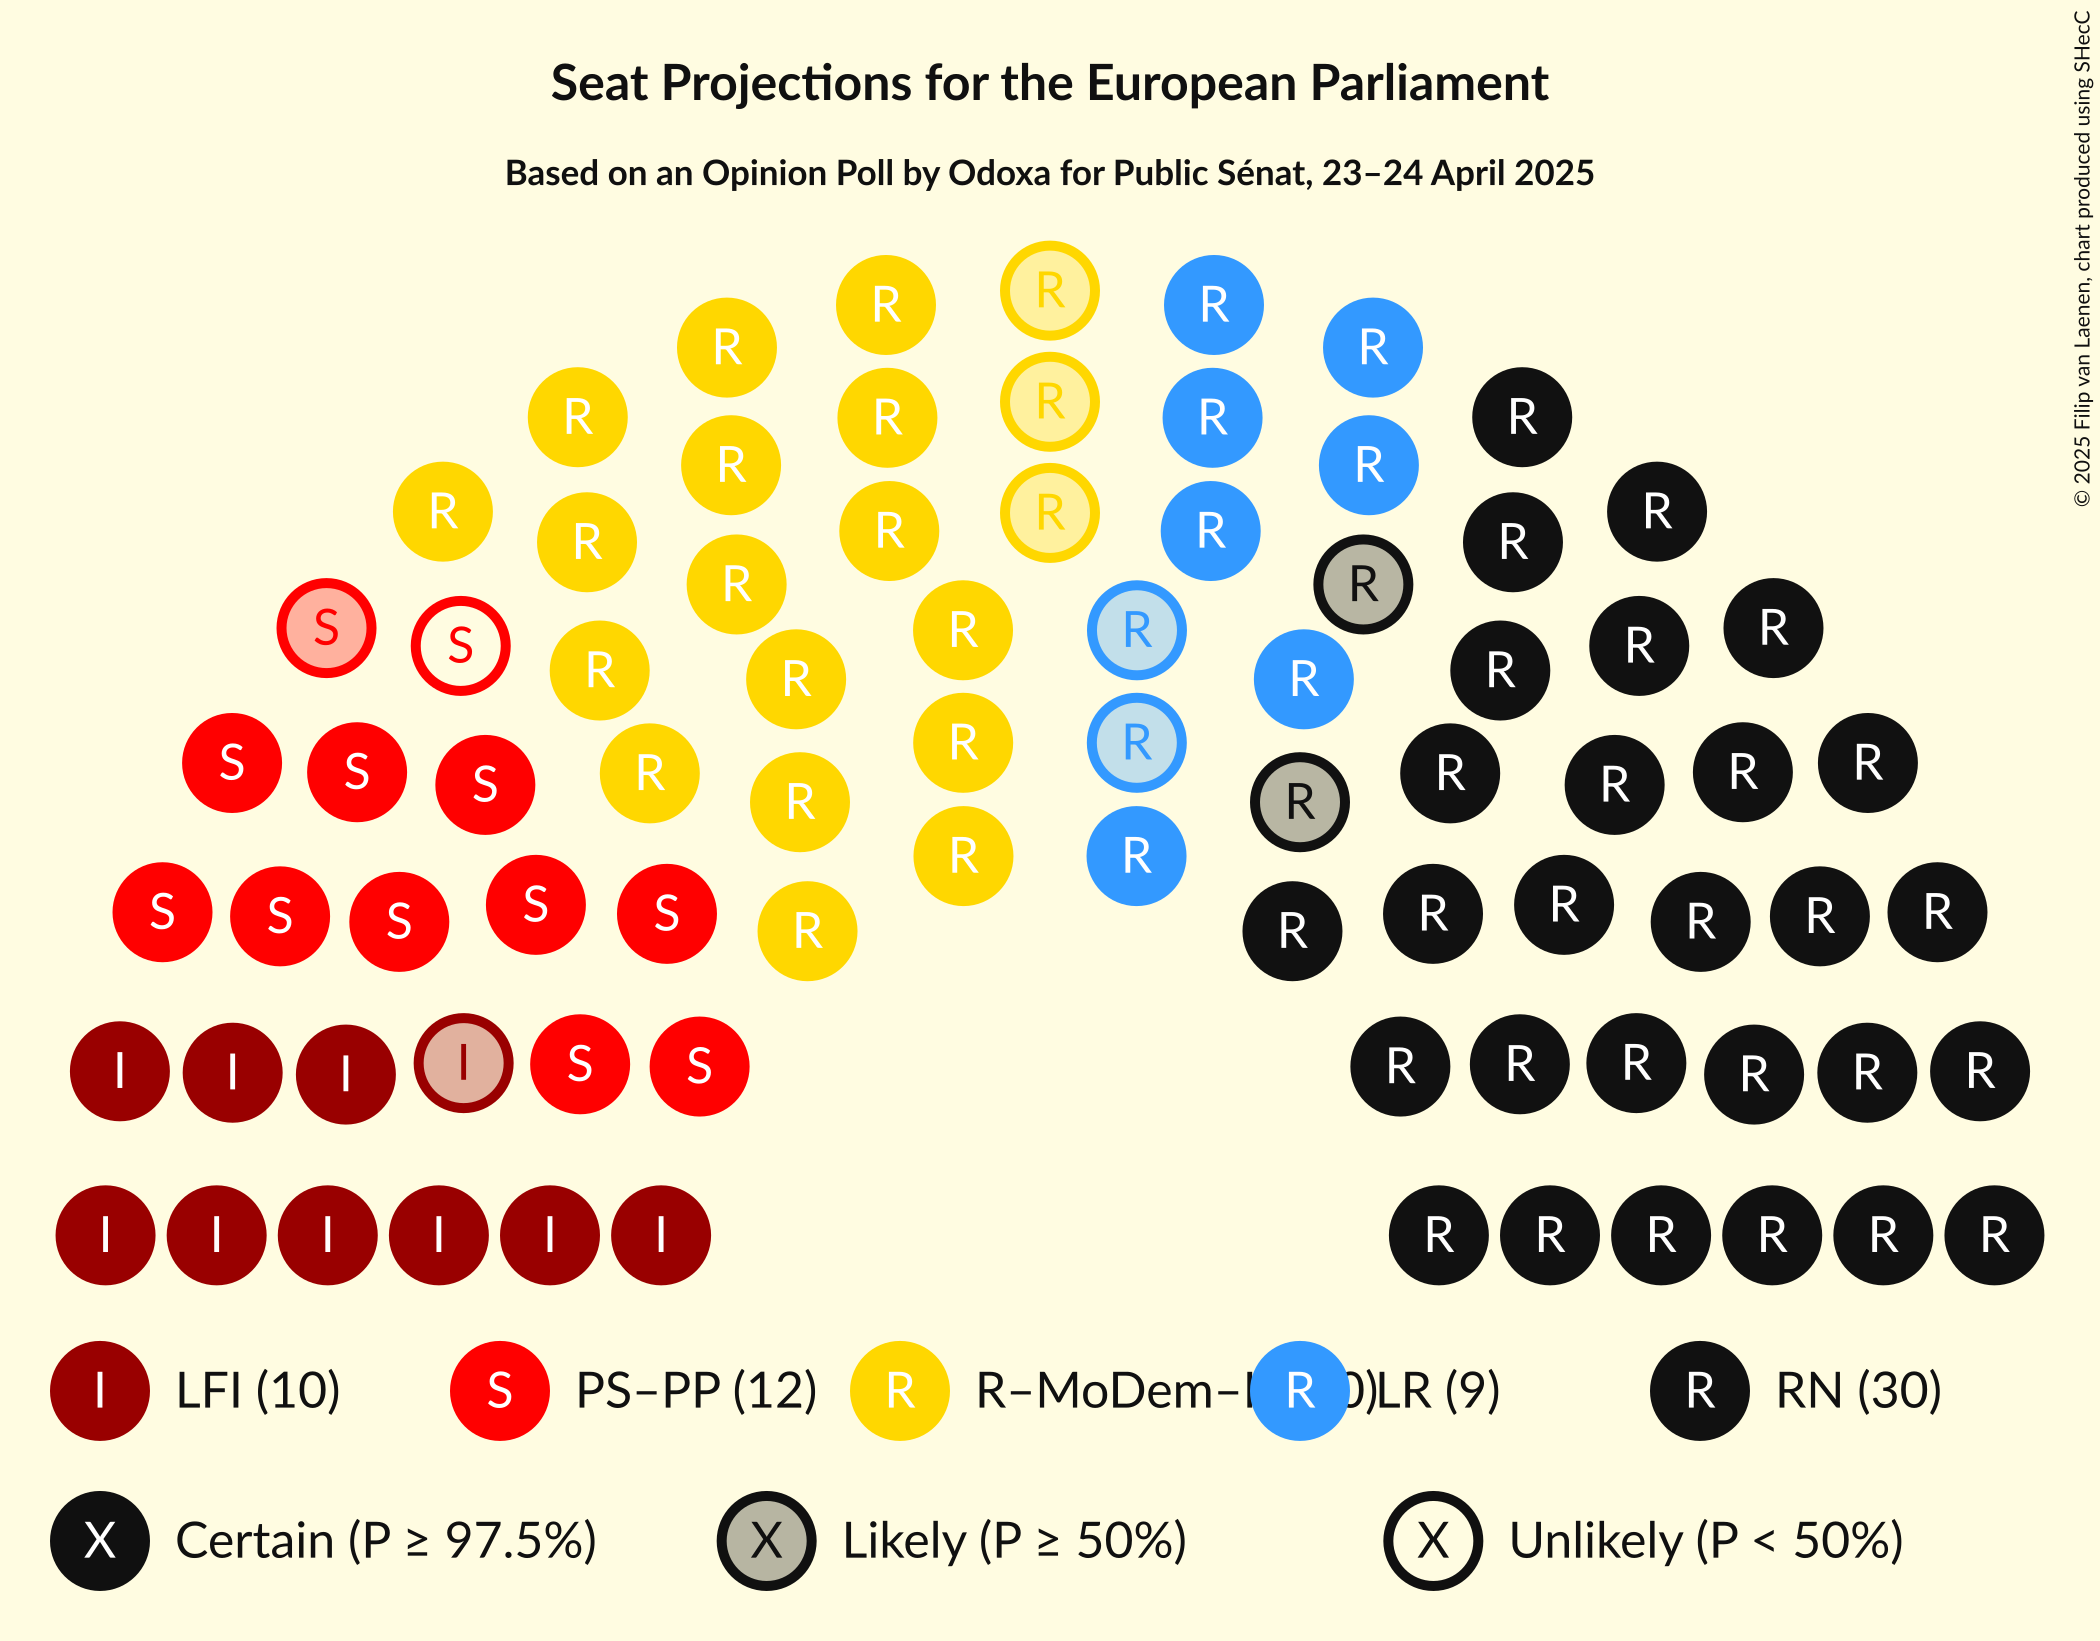 Seat Projections for the European Parliament
Based on an Opinion Poll by Odoxa for Public Sénat, 23–24 April 2025
© 2025 Filip van Laenen, chart produced using SHecC
R
R R
R R
R
R R R R
R R
R R R
R R R R
R R
S R R R
S R
R R R R
R R
S S R R R R
S R
R R
R R
S S S S S R R R R R
R R
I I I I S S R R R R R R
I I I I I I R R R R R R
I LFI (10) S PS–PP (12) R R–MoDem– R LR (9) R RN (30)
X Certain (P ≥ 97.5%) X Likely (P ≥ 50%) X Unlikely (P < 50%)